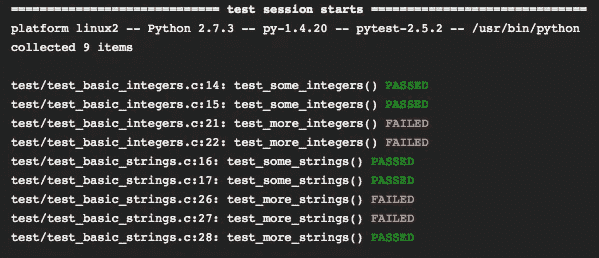 ============================= test session starts ==============================
platform linux2 -- Python 2.7.3 -- py-1.4.20 -- pytest-2.5.2 -- /usr/bin/python
collected 9 items
test/test_basic_integers.c:14: test_some_integers() PASSED
test/test_basic_integers.c:15: test_some_integers() PASSED
test/test_basic_integers.c:21: test_more_integers() FAILED
test/test_basic_integers.c:22: test_more_integers() FAILED
test/test_basic_strings.c:16: test_some_strings() PASSED
test/test_basic_strings.c:17: test_some_strings() PASSED
test/test_basic_strings.c:26: test_more_strings() FAILED
test/test_basic_strings.c:27: test_more_strings() FAILED
test/test_basic_strings.c:28: test_more_strings() PASSED